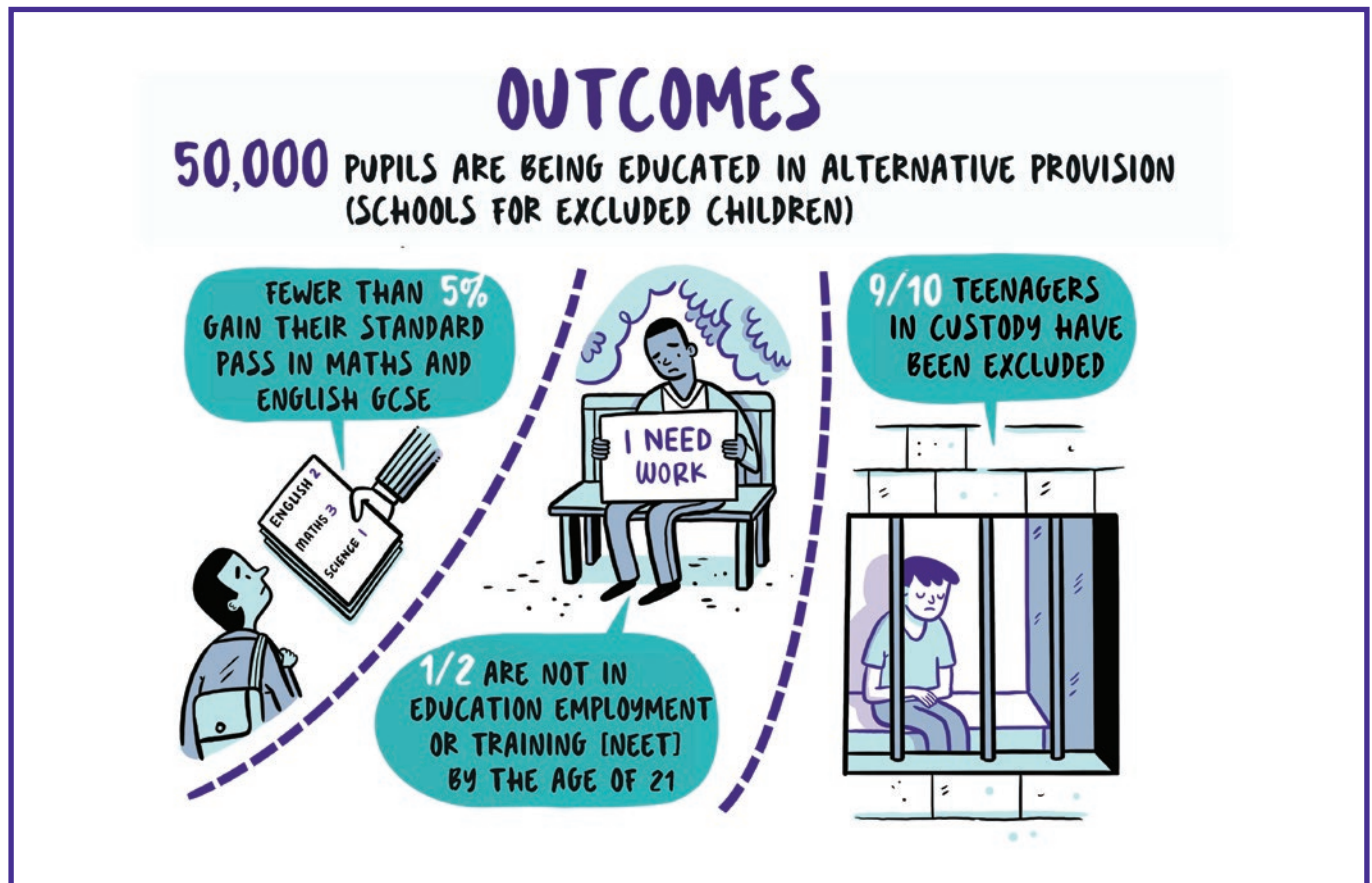 OUTCOMES
50,000 PUPILS ARE BEING EDUCATED IN ALTERNATIVE PROVISION
(SCHOOLS FOR EXCLUDED CHILDREN)
FEWER THAN 5%
GAIN THEIR STANDARD
PASS IN MATHS AND
ENGLISH GCSE
ENGLISH 2
MATHS 3
SCIENCE 1
I NEED
WORK
1/2 ARE NOT IN
EDUCATION EMPLOYMENT
OR TRAINING [NEET]
BY THE AGE OF 21
9/10 TEENAGERS
IN CUSTODY HAVE
BEEN EXCLUDED